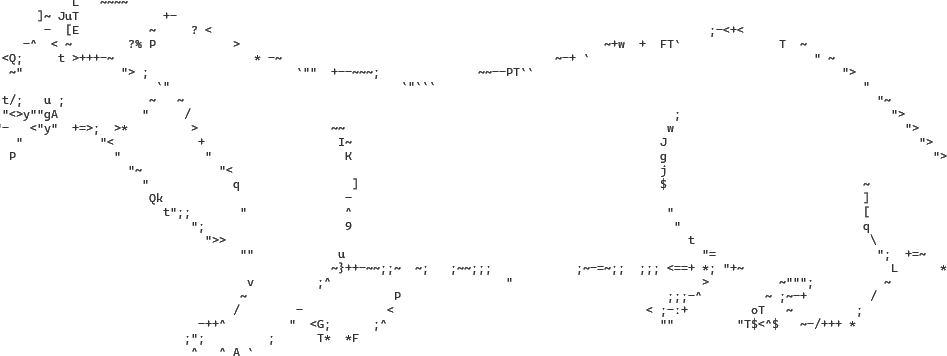 L ~~~~
]~ JuT +-
- [E ~ ? < ;-<+<
-^ < ~ ?% P > ~+w + FT` T ~
<Q; t >+++-~ * -~ ~-+ ` " ~
~" "> ; `"" +--~~~; ~~--PT`` ">
`" `"``` "
t/; u ; ~ ~ "~
"<>y""gA " / ; ">
"- <"y" +=>; >* > ~~ w ">
" "< + I~ J ">
P " " K g ">
"~ "< j
" q ] $ ~
Qk - ]
t";; " ^ " [
"; 9 " q
">> t \
"" u "= "; +=~
~}++-~~;;~ ~; ;~~;;; ;~-=~;; ;;; <==+ *; "+~ L *
v ;^ " > ~"""; ~
~ P ;;;-^ ~ ;~-+ /
/ - < < ;-:+ oT ~ ;
-++^ " <G; ;^ "" "T$<^$ ~-/+++ *
;"; ; T* *F
^ ^ A `